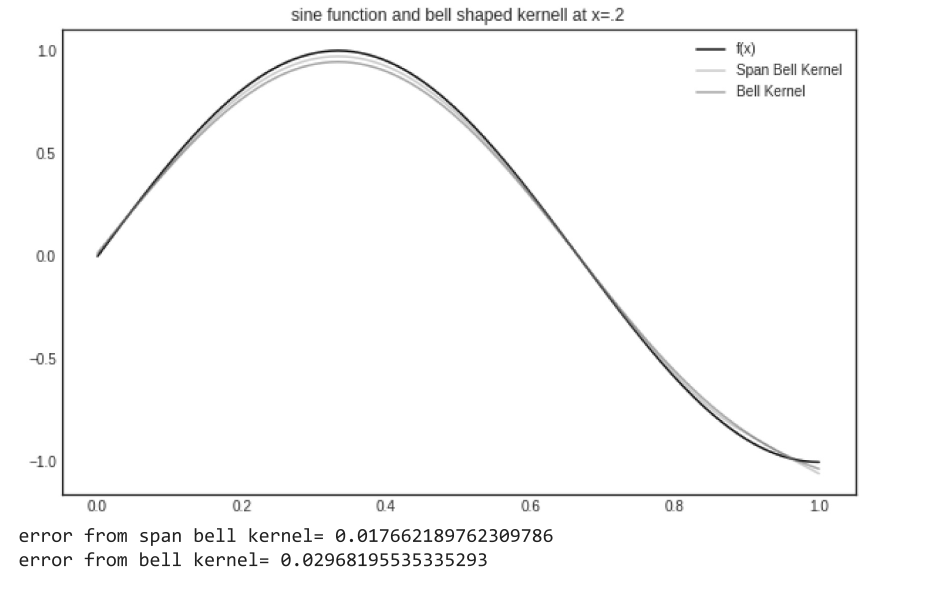 sine function and bell shaped kernell at x=.2
f(x)
Span Bell Kernel
Bell Kernel
1.0
0.5
0.0
−0.5
−1.0
0.0 0.2 0.4 0.6 0.8 1.0
error from span bell kernel= 0.017662189762309786
error from bell kernel= 0.02968195535335293